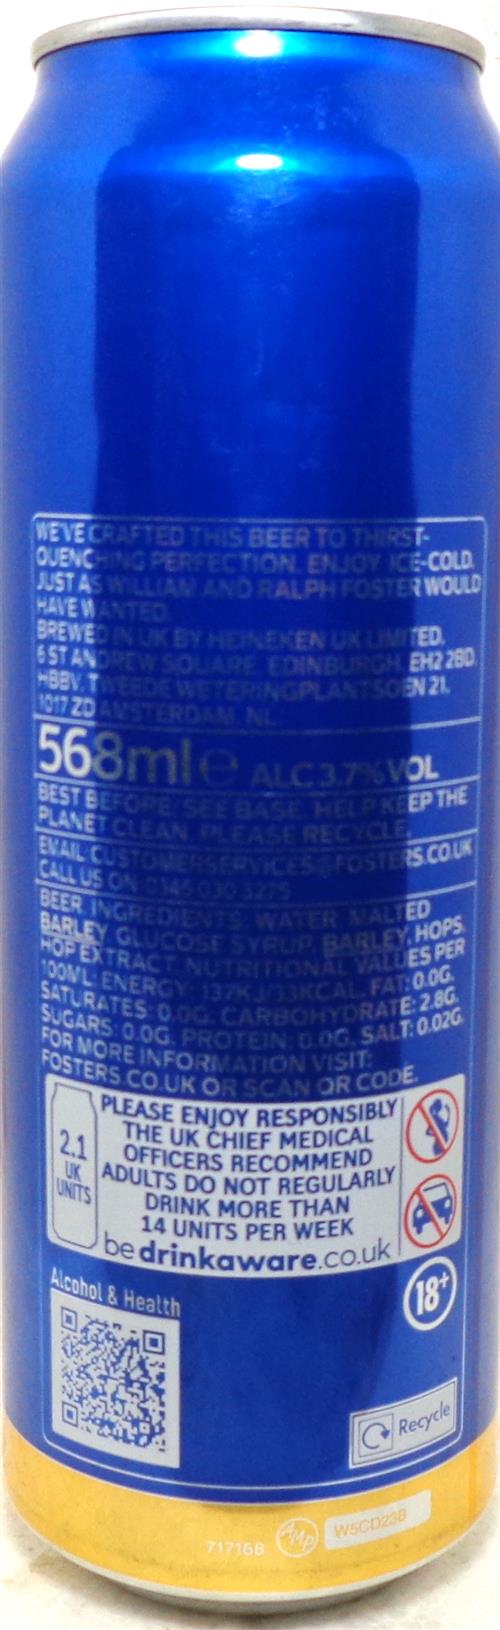 WE'VE CRAFTED THIS BEER TO THIRST-
QUENCHING PERFECTION. ENJOY ICE-COLD,
JUST AS WILLIAM AND RALPH FOSTER WOULD
HAVE WANTED.
BREWED IN UK BY HEINEKEN UK LIMITED,
6 ST ANDREW SQUARE, EDINBURGH, EH2 2BD.
HBBV, TWEEDE WETERINGPLANTSOEN 21,
1017 ZD AMSTERDAM, NL.
568ml e ALC 3.7% VOL
BEST BEFORE: SEE BASE. HELP KEEP THE
PLANET CLEAN. PLEASE RECYCLE.
EMAIL CUSTOMERSERVICES@FOSTERS.CO.UK
CALL US ON 0345 030 3275
BEER. INGREDIENTS: WATER, MALTED
BARLEY, GLUCOSE SYRUP, BARLEY, HOPS,
HOP EXTRACT. NUTRITIONAL VALUES PER
100ML: ENERGY: 137KJ/33KCAL, FAT: 0.0G,
SATURATES: 0.0G, CARBOHYDRATE: 2.8G,
SUGARS: 0.0G, PROTEIN: 0.0G, SALT: 0.02G.
FOR MORE INFORMATION VISIT:
FOSTERS.CO.UK OR SCAN QR CODE.
2.1
UK
UNITS
PLEASE ENJOY RESPONSIBLY
THE UK CHIEF MEDICAL
OFFICERS RECOMMEND
ADULTS DO NOT REGULARLY
DRINK MORE THAN
14 UNITS PER WEEK
bedrinkaware.co.uk
Alcohol & Health
18+
Recycle
717168
AMP
W5CD23B